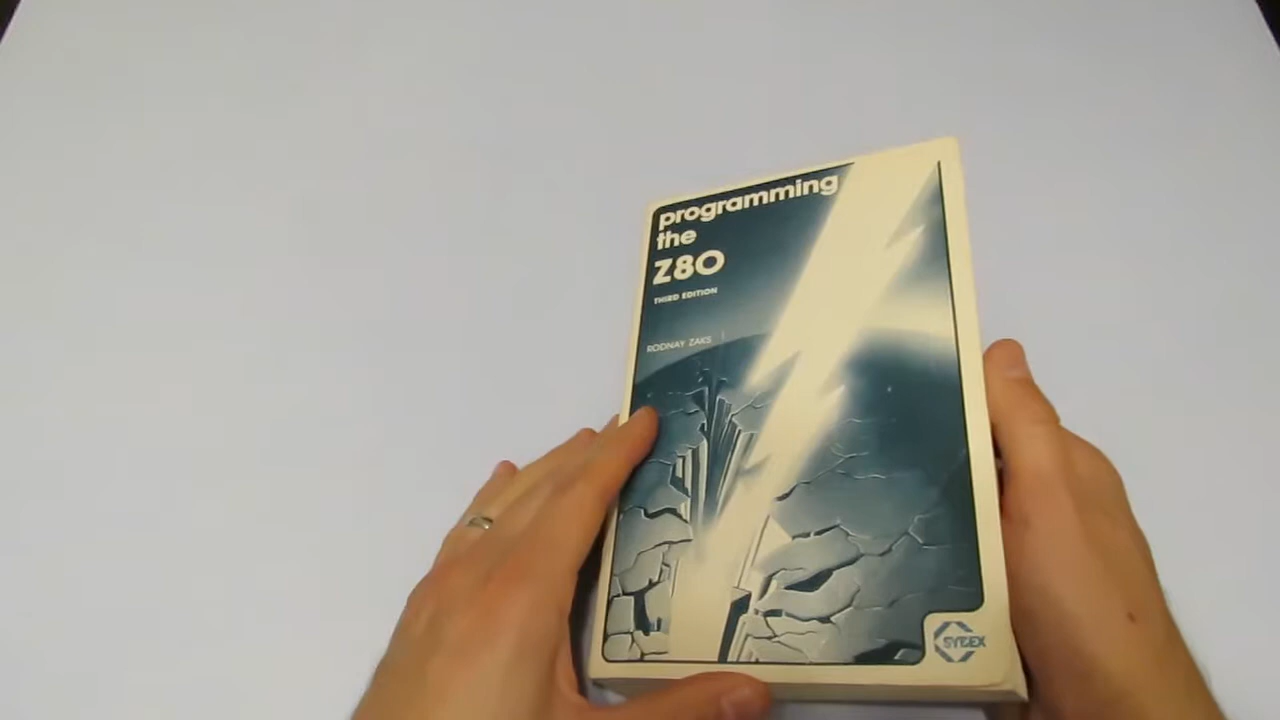 programming
the
Z80
THIRD EDITION
RODNAY ZAKS
SYBEX